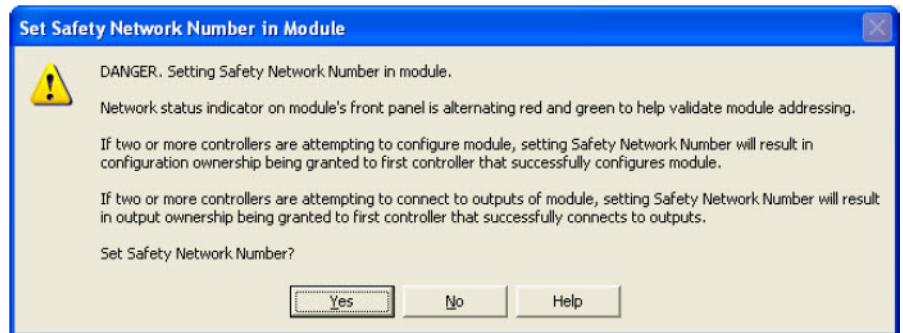 Set Safety Network Number in Module
DANGER. Setting Safety Network Number in module.
Network status indicator on module's front panel is alternating red and green to help validate module addressing.
If two or more controllers are attempting to configure module, setting Safety Network Number will result in
configuration ownership being granted to first controller that successfully configures module.
If two or more controllers are attempting to connect to outputs of module, setting Safety Network Number will result
in output ownership being granted to first controller that successfully connects to outputs.
Set Safety Network Number?
Yes No Help